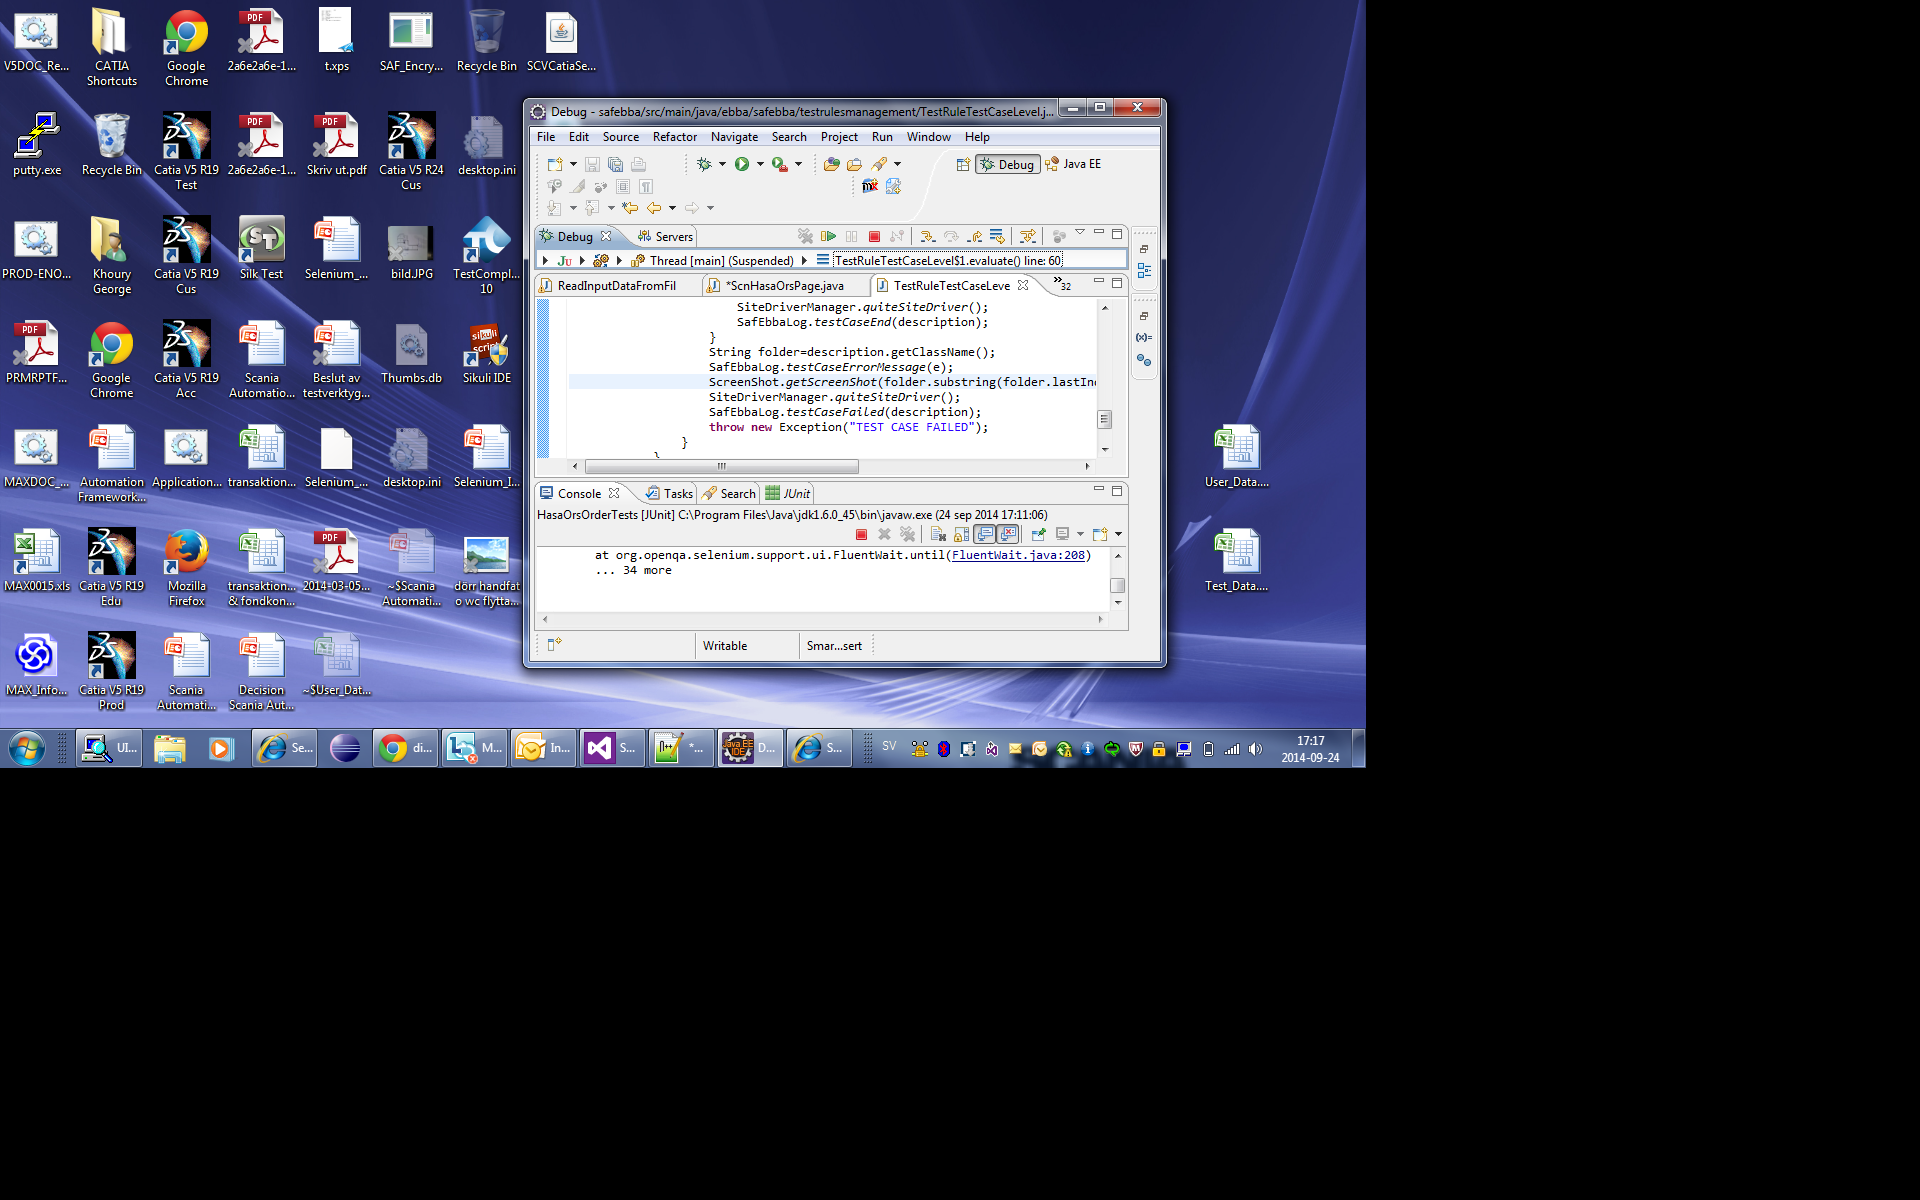 V5DOC_Re...
CATIA Shortcuts
Google Chrome
2a6e2a6e-1...
t.xps
SAF_Encry...
Recycle Bin
SCVCatiaSe...
putty.exe
Recycle Bin
Catia V5 R19 Test
2a6e2a6e-1...
Skriv ut.pdf
Catia V5 R24 Cus
desktop.ini
PROD-ENO...
Khoury George
Catia V5 R19 Cus
Silk Test
Selenium_...
bild.JPG
TestCompl... 10
PRMRPTF...
Google Chrome
Catia V5 R19 Acc
Scania Automatio...
Beslut av testverktyg...
Thumbs.db
Sikuli IDE
MAXDOC_...
Automation Framework...
Application...
transaktion...
Selenium_...
desktop.ini
Selenium_I...
MAX0015.xls
Catia V5 R19 Edu
Mozilla Firefox
transaktion... & fondkon...
2014-03-05...
~$Scania Automati...
dörr handfat o wc flytta...
MAX_Info...
Catia V5 R19 Prod
Scania Automati...
Decision Scania Aut...
~$User_Dat...
User_Data....
Test_Data....
Debug - safebba/src/main/java/ebba/safebba/testrulesmanagement/TestRuleTestCaseLevel.j...
File Edit Source Refactor Navigate Search Project Run Window Help
Debug Java EE
Debug Servers
Ju Thread [main] (Suspended) TestRuleTestCaseLevel$1.evaluate() line: 60
ReadInputDataFromFil *ScnHasaOrsPage.java TestRuleTestCaseLeve »32
SiteDriverManager.quiteSiteDriver();
SafEbbaLog.testCaseEnd(description);
}
String folder=description.getClassName();
SafEbbaLog.testCaseErrorMessage(e);
ScreenShot.getScreenShot(folder.substring(folder.lastInd
SiteDriverManager.quiteSiteDriver();
SafEbbaLog.testCaseFailed(description);
throw new Exception("TEST CASE FAILED");
}
}
Console Tasks Search JUnit
HasaOrsOrderTests [JUnit] C:\Program Files\Java\jdk1.6.0_45\bin\javaw.exe (24 sep 2014 17:11:06)
at org.openqa.selenium.support.ui.FluentWait.until(FluentWait.java:208)
... 34 more
Writable Smar...sert
UI... Se... di... M... In... S... *... D... S... SV 17:17
2014-09-24